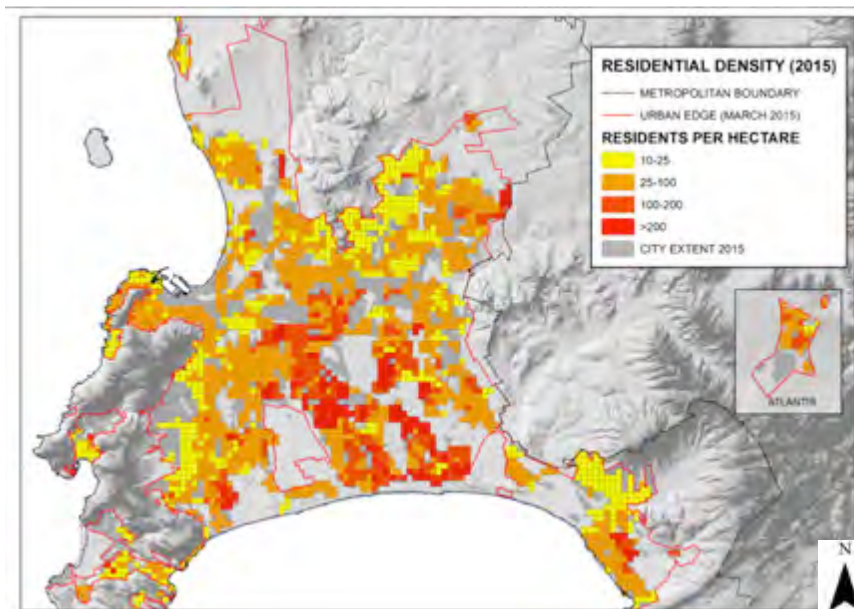 RESIDENTIAL DENSITY (2015)
METROPOLITAN BOUNDARY
URBAN EDGE (MARCH 2015)
RESIDENTS PER HECTARE
10-25
25-100
100-200
>200
CITY EXTENT 2015
ATLANTIS
N